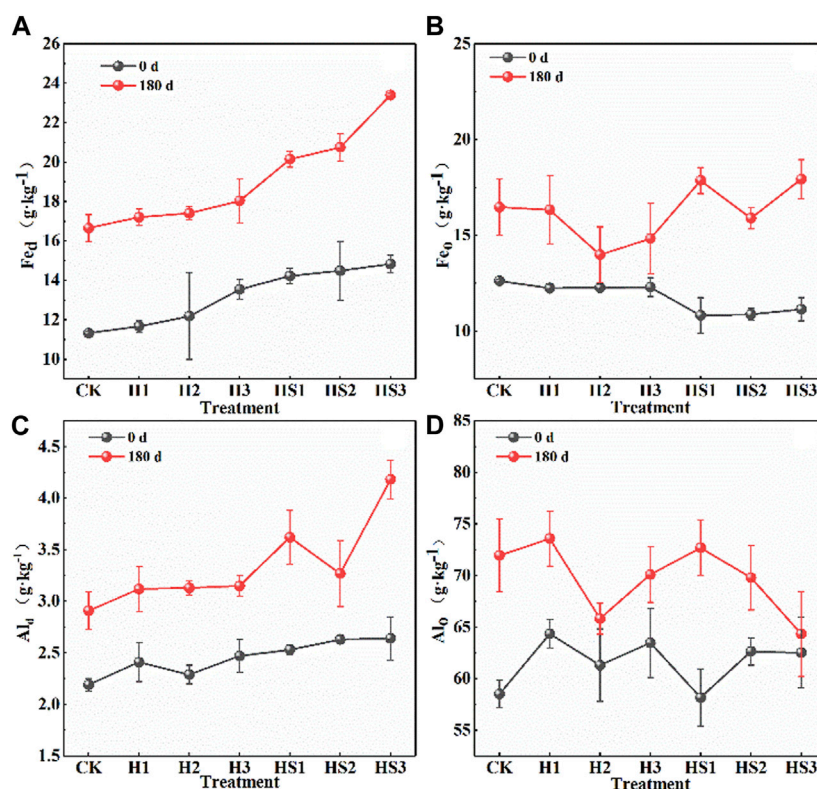 A
26
24
22
20
18
16
14
12
10
Fed (g·kg-1)
0 d
180 d
CK H1 H2 H3 HS1 HS2 HS3
Treatment
B
25
20
15
10
Feo (g·kg-1)
0 d
180 d
CK H1 H2 H3 HS1 HS2 HS3
Treatment
C
4.5
4.0
3.5
3.0
2.5
2.0
1.5
Ald (g·kg-1)
0 d
180 d
CK H1 H2 H3 HS1 HS2 HS3
Treatment
D
85
80
75
70
65
60
55
Alo (g·kg-1)
0 d
180 d
CK H1 H2 H3 HS1 HS2 HS3
Treatment